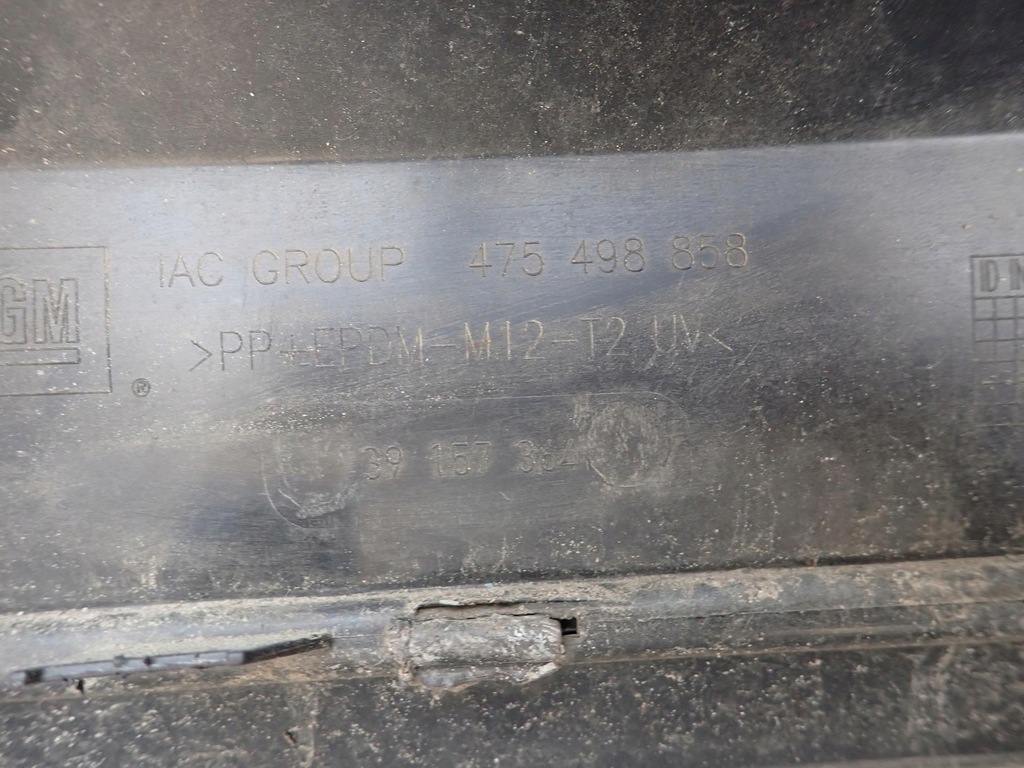 GM
®
IAC GROUP 475 498 858
>PP+EPDM-M12-T2 UV<
39 157 3